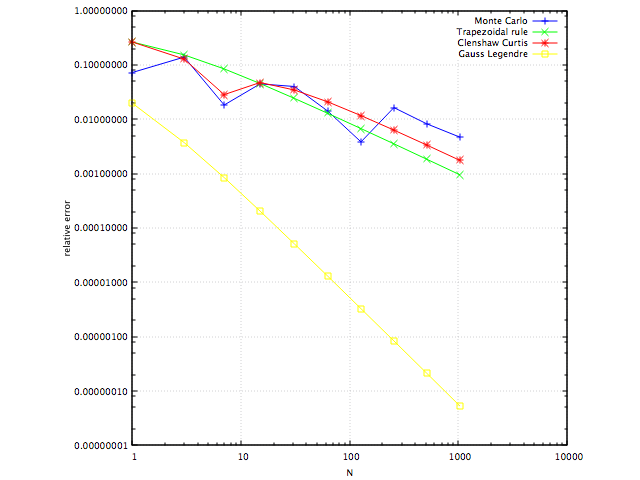 1.00000000
0.10000000
0.01000000
0.00100000
0.00010000
0.00001000
0.00000100
0.00000010
0.00000001
relative error
1 10 100 1000 10000
N
Monte Carlo
Trapezoidal rule
Clenshaw Curtis
Gauss Legendre